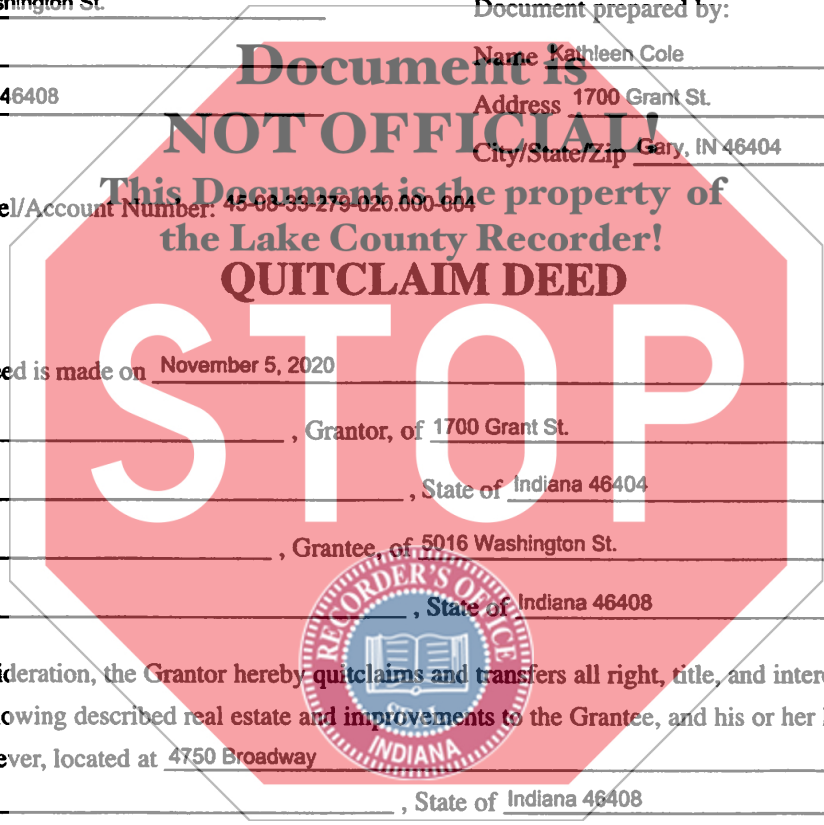 shington St.
Document prepared by:
Name Kathleen Cole
46408
Address 1700 Grant St.
City/State/Zip Gary, IN 46404
Document is
NOT OFFICIAL!
This Document is the property of
the Lake County Recorder!
el/Account Number: 45-08-33-279-020.000-004
QUITCLAIM DEED
STOP
ed is made on November 5, 2020
, Grantor, of 1700 Grant St.
, State of Indiana 46404
, Grantee, of 5016 Washington St.
, State of Indiana 46408
RECORDER'S OFFICE
SEAL
INDIANA
ideration, the Grantor hereby quitclaims and transfers all right, title, and intere
owing described real estate and improvements to the Grantee, and his or her
ever, located at 4750 Broadway
, State of Indiana 46408